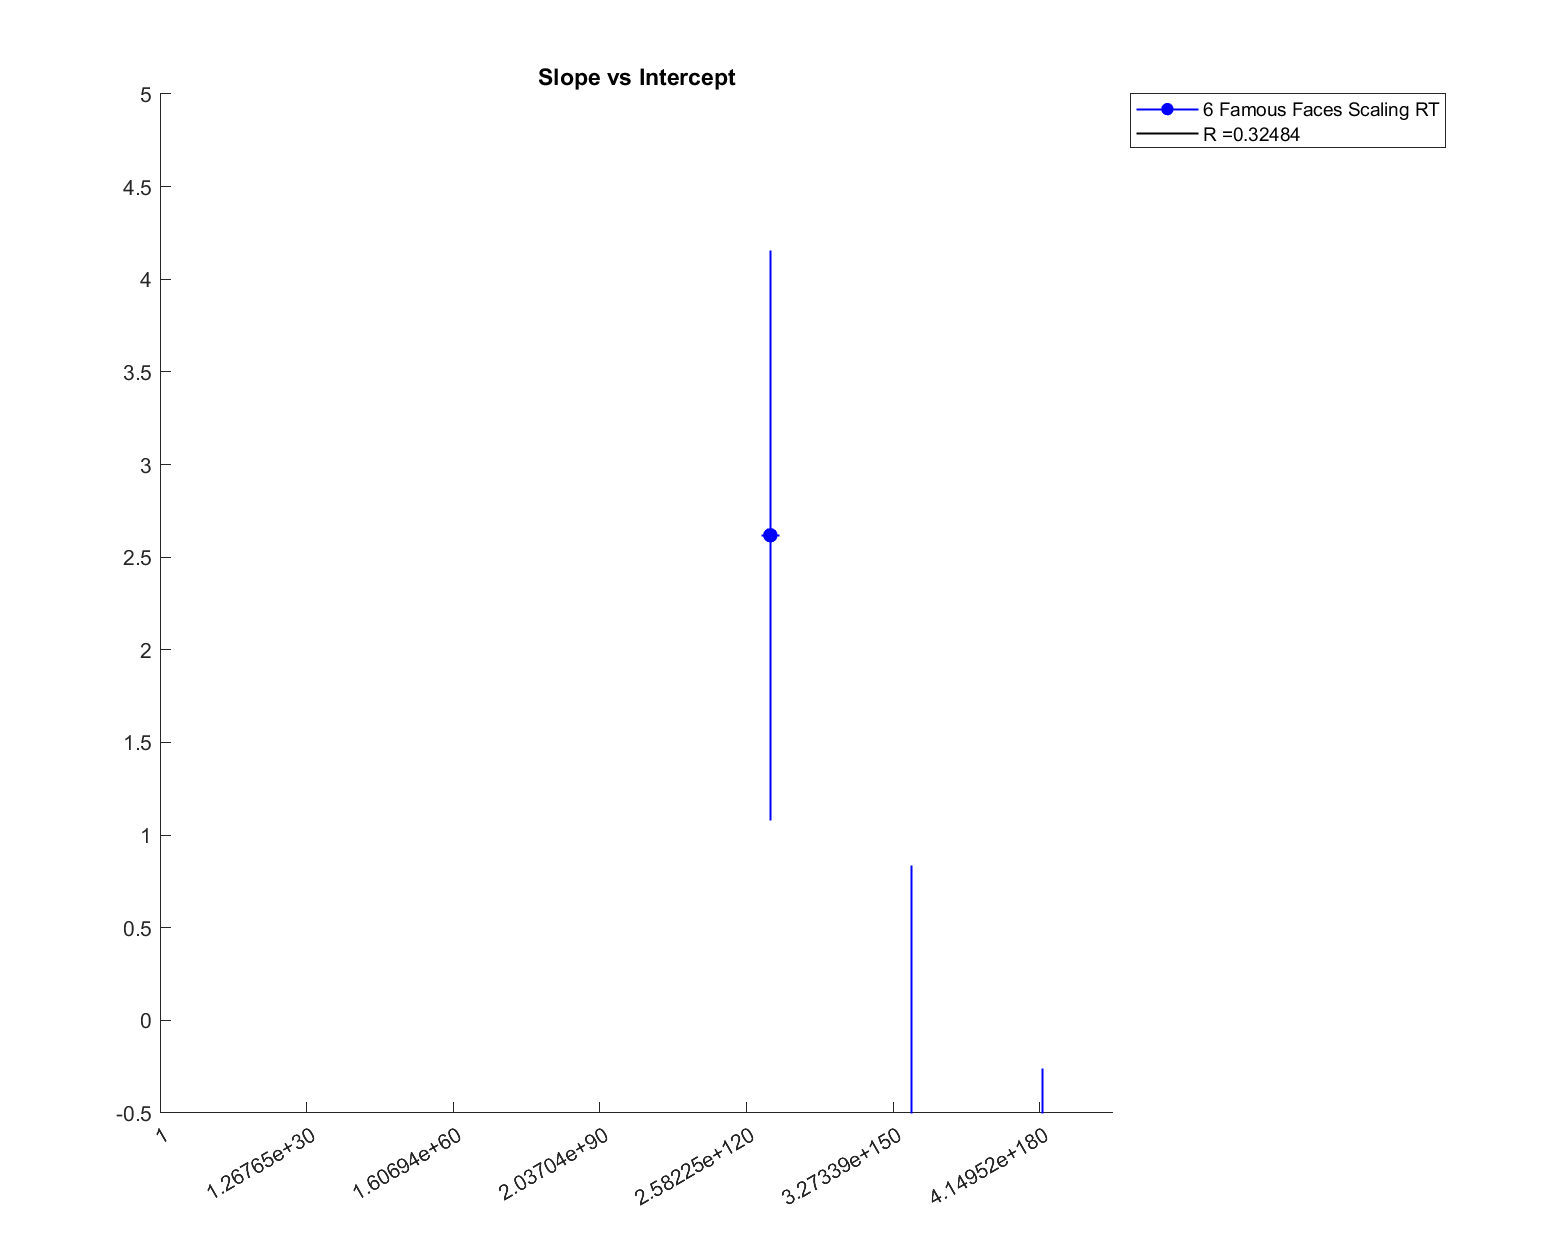 Slope vs Intercept
6 Famous Faces Scaling RT
R =0.32484
5
4.5
4
3.5
3
2.5
2
1.5
1
0.5
0
-0.5
1
1.26765e+30
1.60694e+60
2.03704e+90
2.58225e+120
3.27339e+150
4.14952e+180